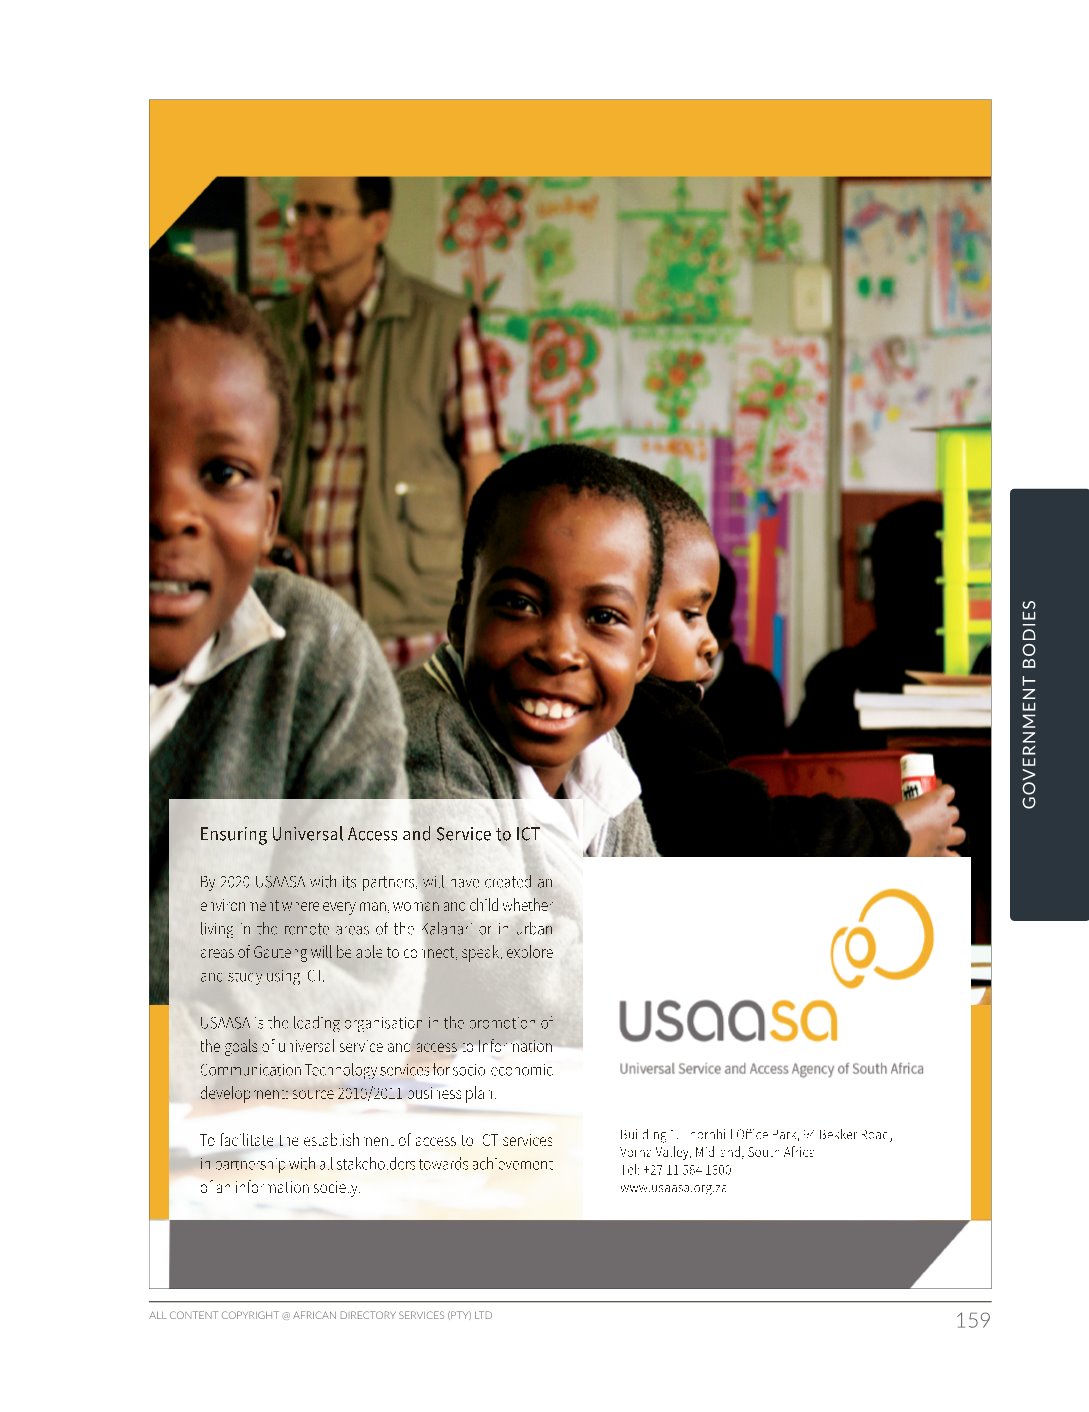 Ensuring Universal Access and Service to ICT
By 2020 USAASA with its partners, will have created an
environment where every man, woman and child whether
living in the remote areas of the Kalahari or in urban
areas of Gauteng will be able to connect, speak, explore
and study using ICT.
USAASA is the leading organisation in the promotion of
the goals of universal service and access to Information
Communication Technology services for socio-economic
development: source 2010/2011 business plan.
To facilitate the establishment of access to ICT services
in partnership with all stakeholders towards achievement
of an information society.
usaasa
Universal Service and Access Agency of South Africa
Building 1, Thornhill Office Park, 94 Bekker Road,
Vorna Valley, Midrand, South Africa
Tel: +27 11 564 1600
www.usaasa.org.za
GOVERNMENT BODIES
ALL CONTENT COPYRIGHT @ AFRICAN DIRECTORY SERVICES (PTY) LTD
159